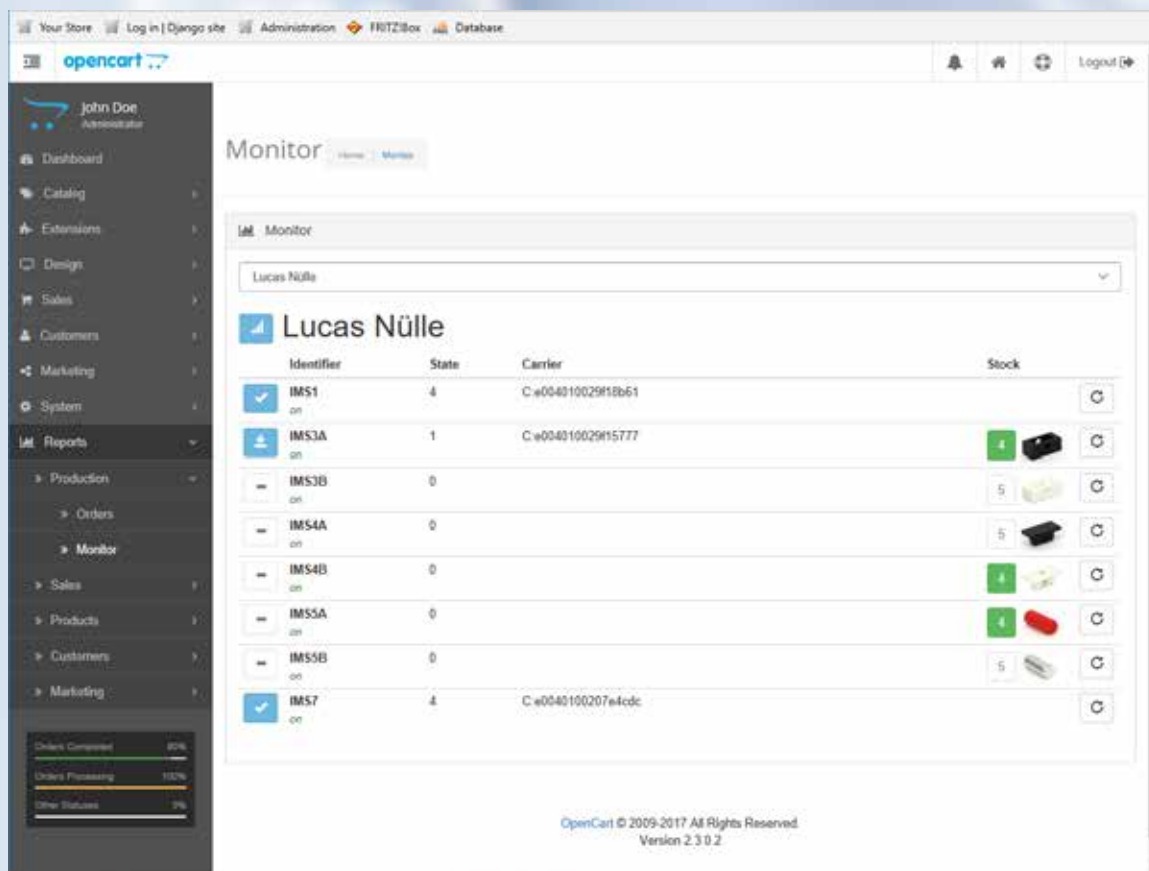 Your Store Log in | Django site Administration FRITZ!Box Database
opencart
Logout
John Doe
Administrator
Dashboard
Catalog
Extensions
Design
Sales
Customers
Marketing
System
Reports
Production
Orders
Monitor
Sales
Products
Customers
Marketing
Orders Completed 80%
Orders Processing 100%
Other Statuses 0%
Monitor Home Monitor
Monitor
Lucas Nülle
Lucas Nülle
Identifier State Carrier Stock
IMS1 4 C:e004010029f18b61
on
IMS3A 1 C:e004010029f15777 4
on
IMS3B 0 5
on
IMS4A 0 5
on
IMS4B 0 4
on
IMS5A 0 4
on
IMS5B 0 5
on
IMS7 4 C:e0040100207e4cdc
on
OpenCart © 2009-2017 All Rights Reserved.
Version 2.3.0.2